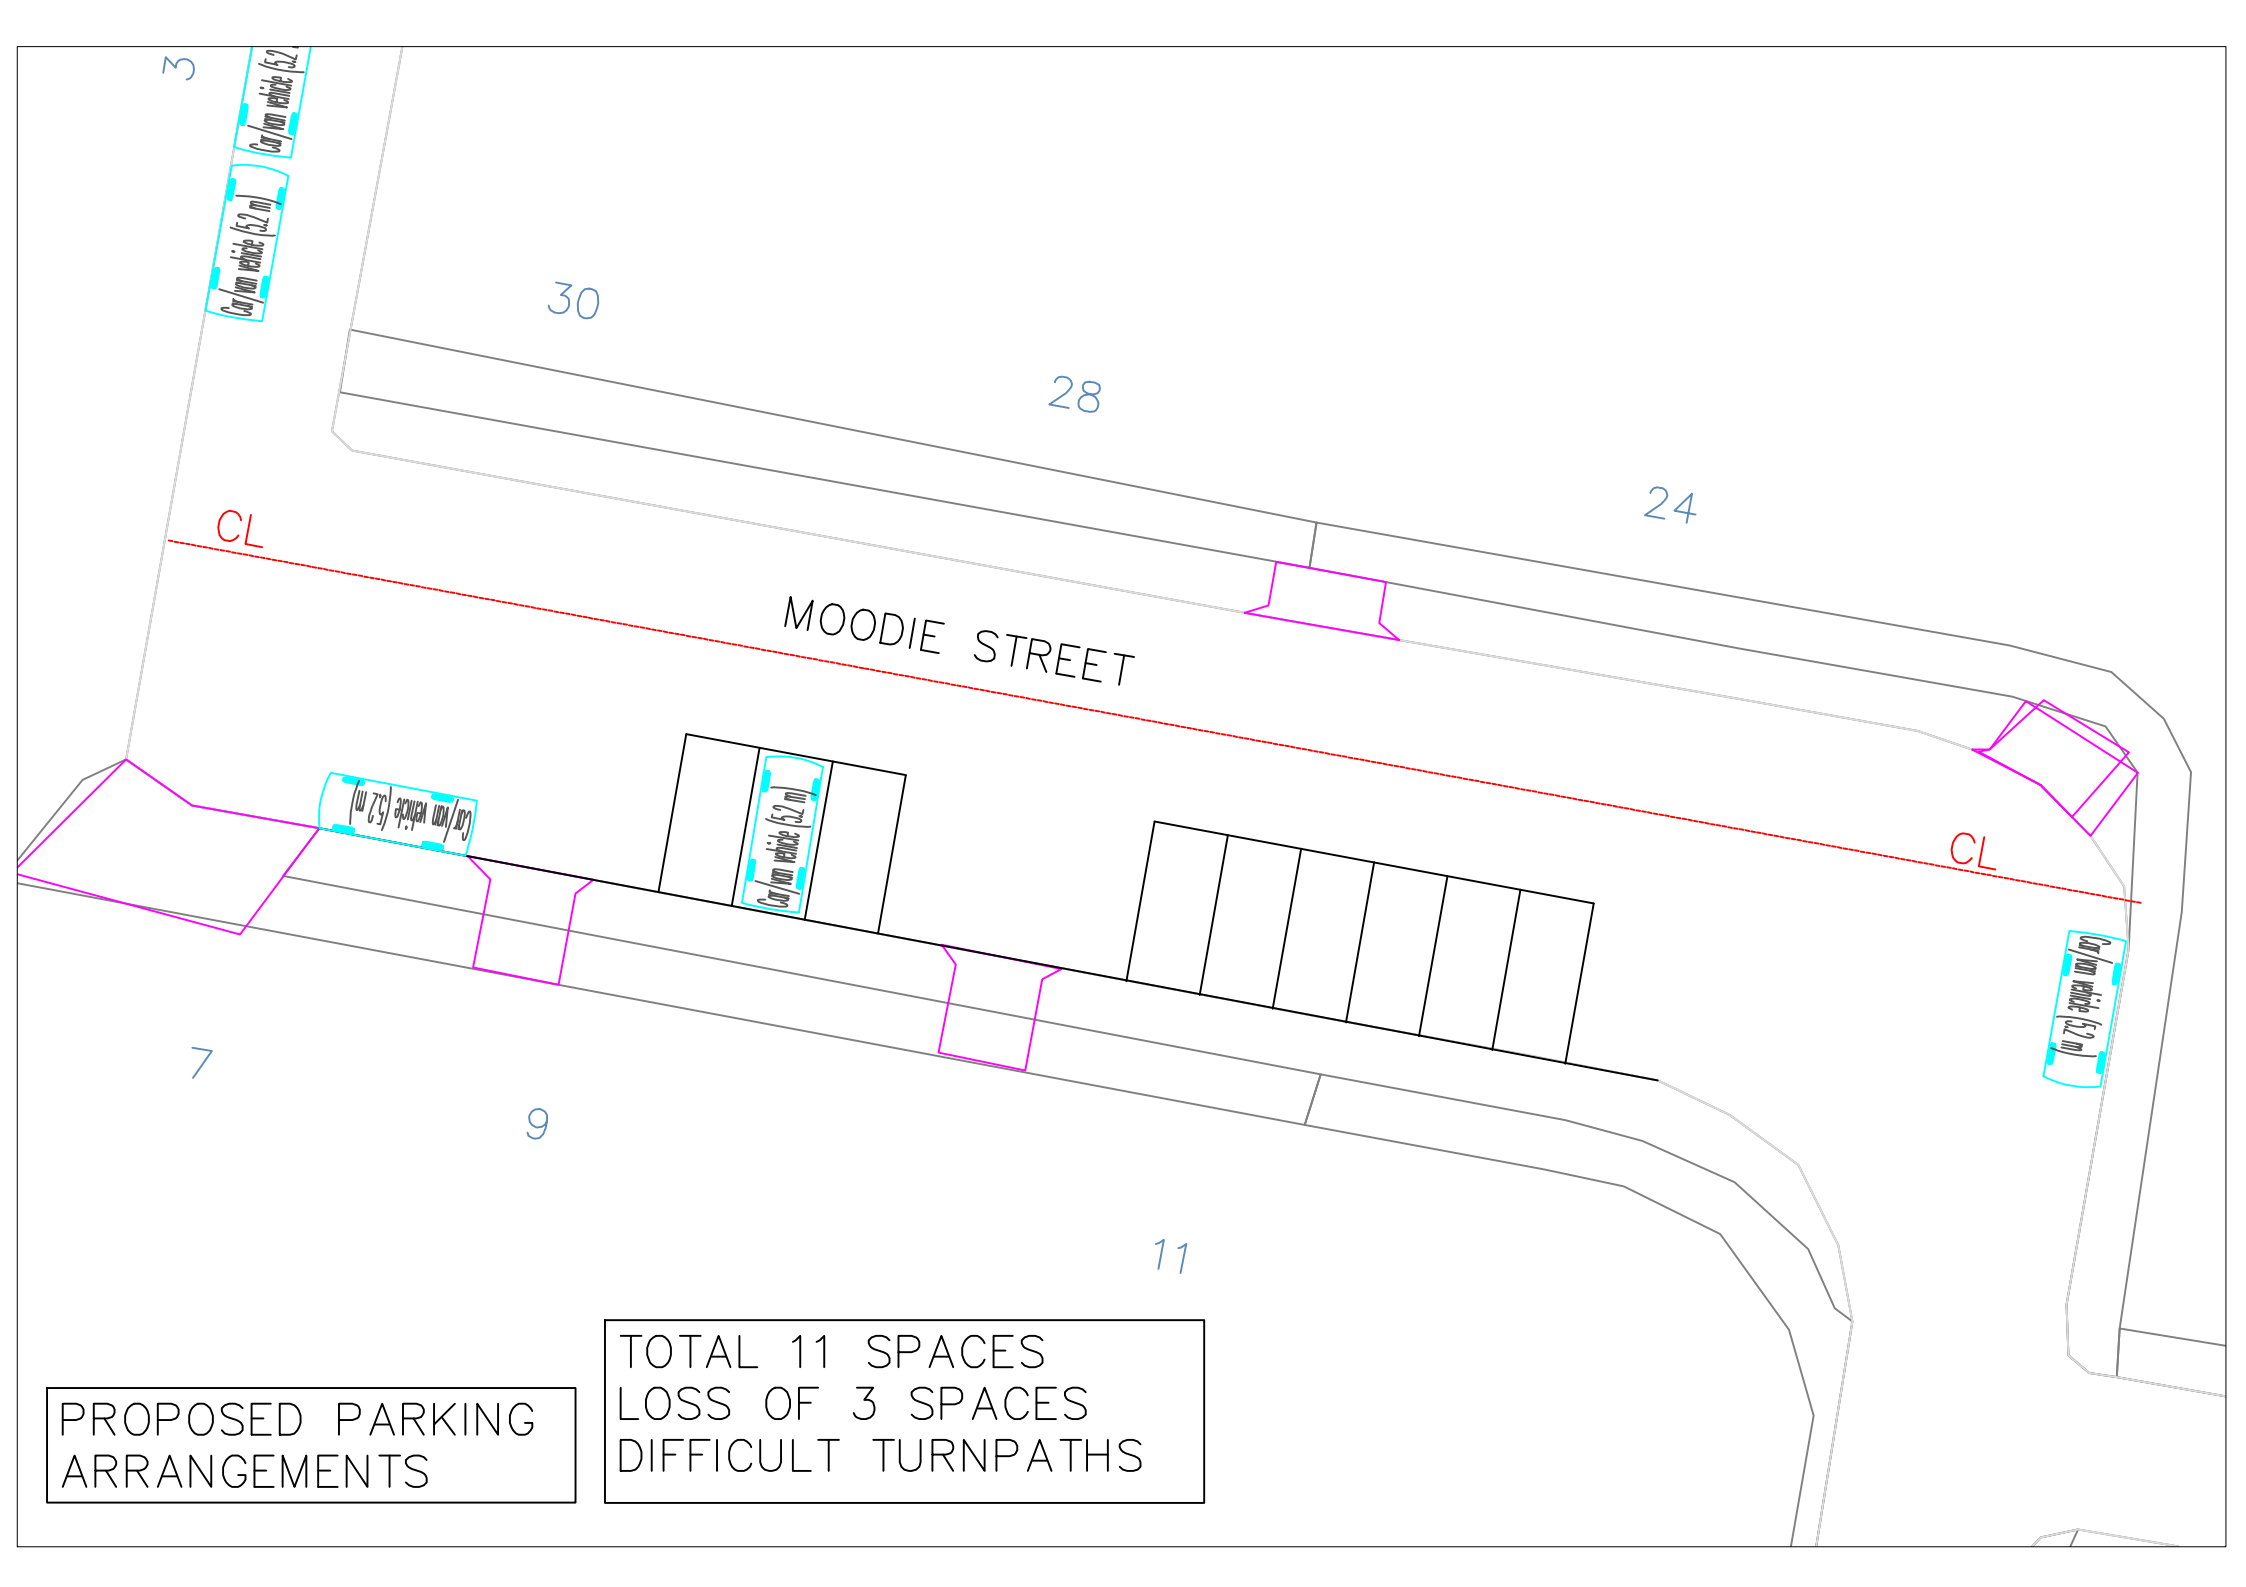 3
Car/van vehicle (5.2
Car/van vehicle (5.2 m)
30
28
24
CL
MOODIE STREET
Car/van vehicle (5.2 m)
Car/van vehicle (5.2 m)
CL
Car/van vehicle (5.2 m)
7
9
11
TOTAL 11 SPACES
LOSS OF 3 SPACES
DIFFICULT TURNPATHS
PROPOSED PARKING
ARRANGEMENTS